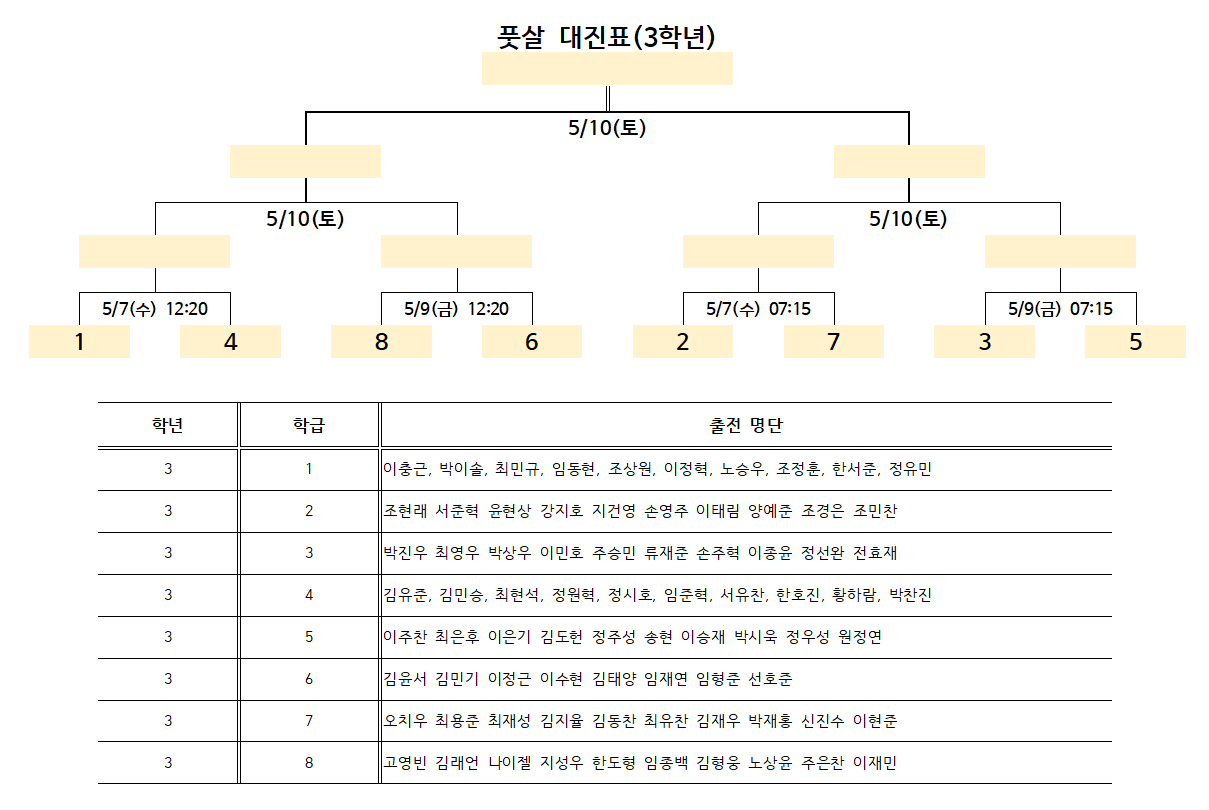 풋살 대진표(3학년)
5/10(토)
5/10(토) 5/10(토)
5/7(수) 12:20 5/9(금) 12:20 5/7(수) 07:15 5/9(금) 07:15
1 4 8 6 2 7 3 5
학년 학급 출전 명단
3 1 이충근, 박이솔, 최민규, 임동현, 조상원, 이정혁, 노승우, 조정훈, 한서준, 정유민
3 2 조현래 서준혁 윤현상 강지호 지건영 손영주 이태림 양예준 조경은 조민찬
3 3 박진우 최영우 박상우 이민호 주승민 류재준 손주혁 이종윤 정선완 전효재
3 4 김유준, 김민승, 최현석, 정원혁, 정시호, 임준혁, 서유찬, 한호진, 황하람, 박찬진
3 5 이주찬 최은후 이은기 김도헌 정주성 송현 이승재 박시욱 정우성 원정연
3 6 김윤서 김민기 이정근 이수현 김태양 임재연 임형준 선호준
3 7 오치우 최용준 최재성 김지율 김동찬 최유찬 김재우 박재홍 신진수 이현준
3 8 고영빈 김래언 나이젤 지성우 한도형 임종백 김형웅 노상윤 주은찬 이재민